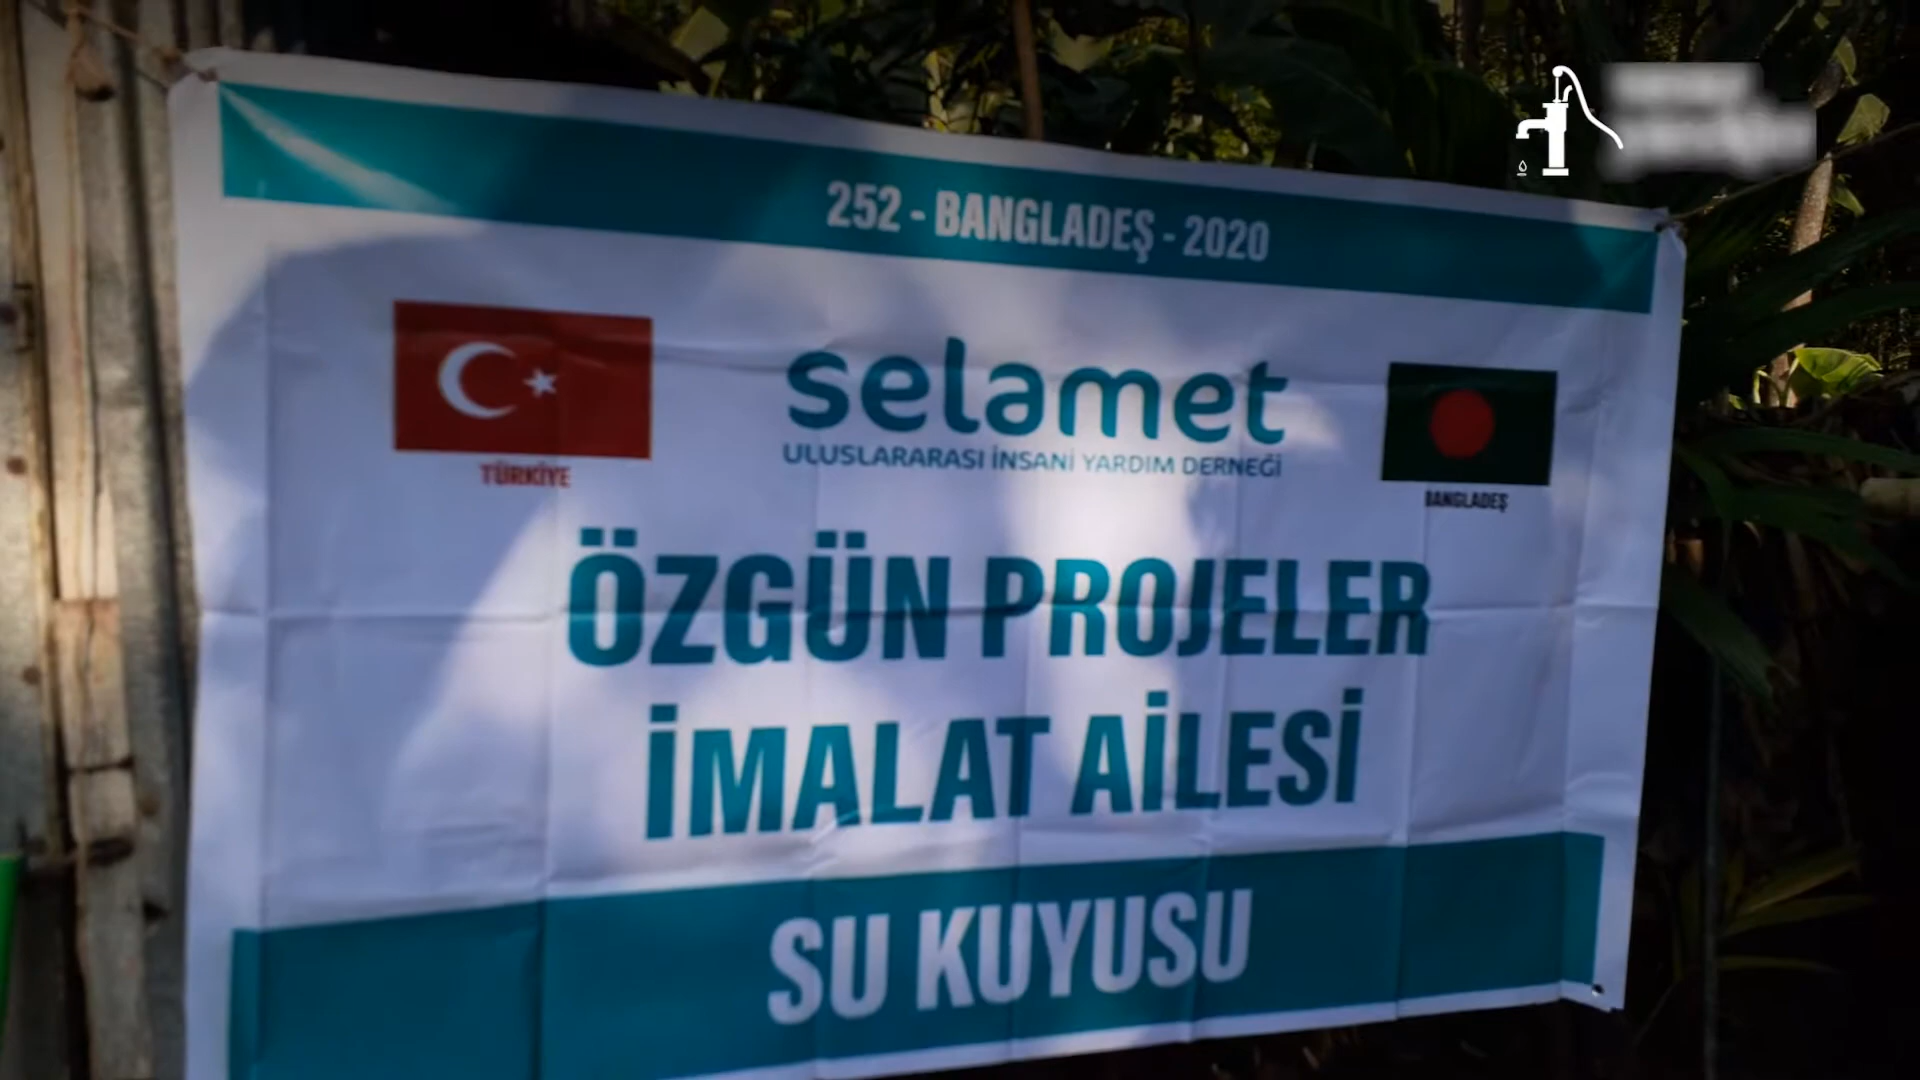 252 - BANGLADEŞ - 2020
selamet
ULUSLARARASI İNSANİ YARDIM DERNEĞİ
TÜRKİYE
BANGLADEŞ
ÖZGÜN PROJELER
İMALAT AİLESİ
SU KUYUSU